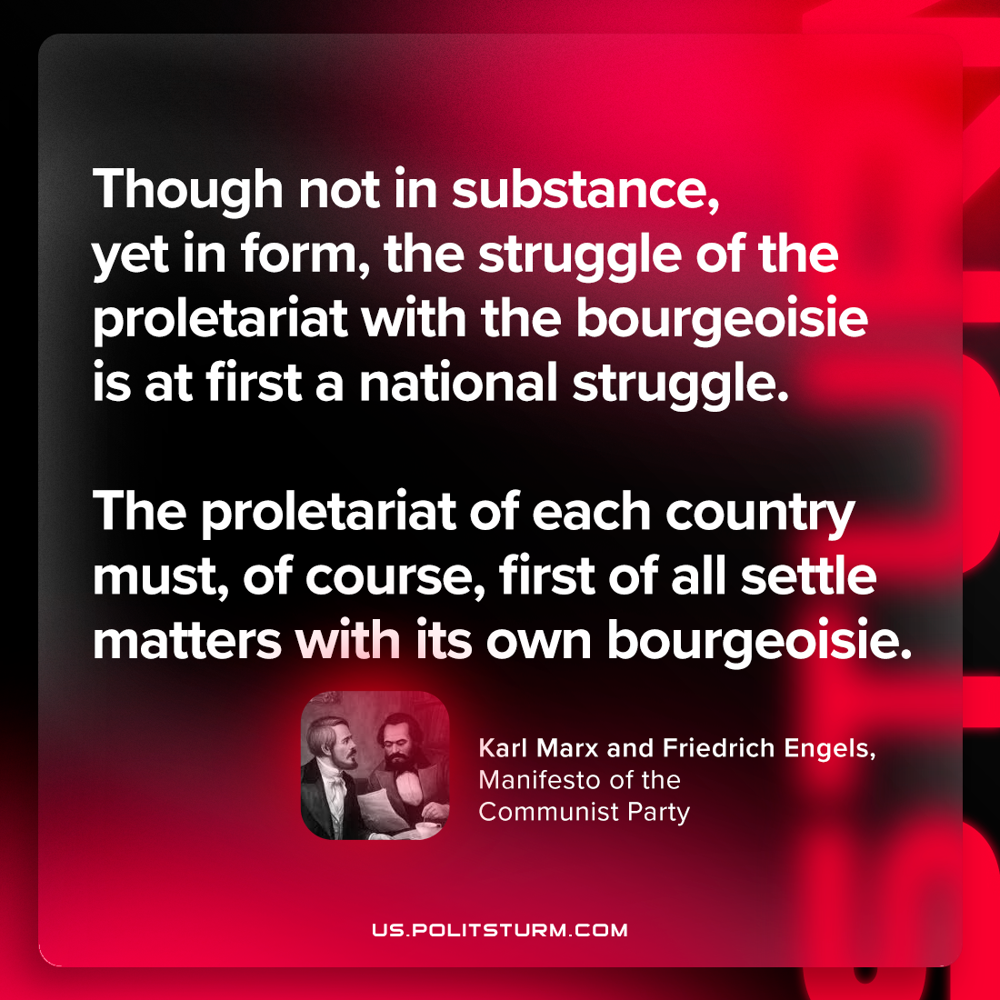 Though not in substance,
yet in form, the struggle of the
proletariat with the bourgeoisie
is at first a national struggle.
The proletariat of each country
must, of course, first of all settle
matters with its own bourgeoisie.
Karl Marx and Friedrich Engels,
Manifesto of the
Communist Party
US.POLITSTURM.COM